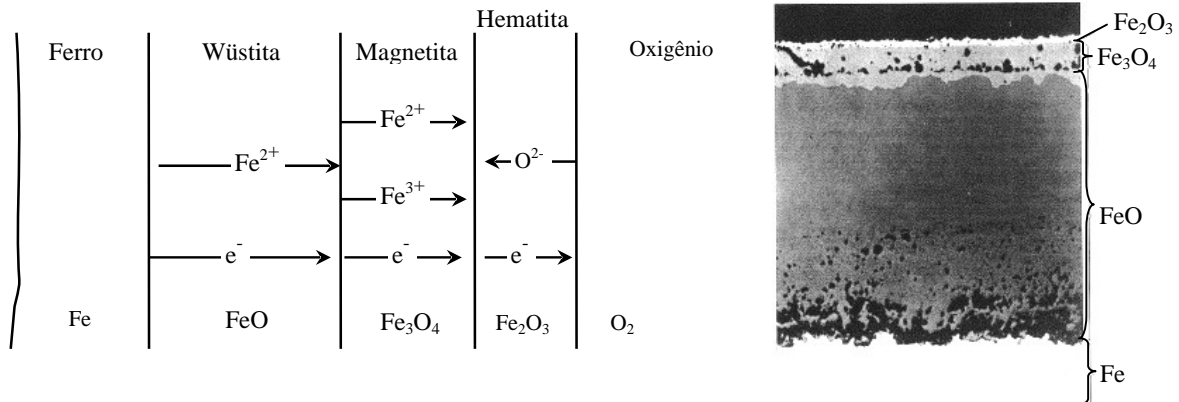 Hematita
Ferro Wüstita Magnetita Oxigênio
Fe²⁺
Fe²⁺ O²⁻
Fe³⁺
e⁻ e⁻ e⁻
Fe FeO Fe₃O₄ Fe₂O₃ O₂
Fe₂O₃
Fe₃O₄
FeO
Fe